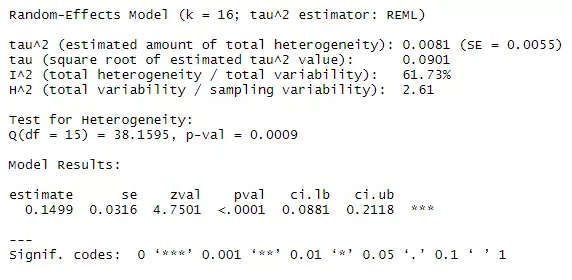 Random-Effects Model (k = 16; tau^2 estimator: REML)
tau^2 (estimated amount of total heterogeneity): 0.0081 (SE = 0.0055)
tau (square root of estimated tau^2 value):      0.0901
I^2 (total heterogeneity / total variability):   61.73%
H^2 (total variability / sampling variability):  2.61
Test for Heterogeneity:
Q(df = 15) = 38.1595, p-val = 0.0009
Model Results:
estimate      se    zval    pval   ci.lb   ci.ub
  0.1499  0.0316  4.7501  <.0001  0.0881  0.2118  ***
---
Signif. codes:  0 ‘***’ 0.001 ‘**’ 0.01 ‘*’ 0.05 ‘.’ 0.1 ‘ ’ 1